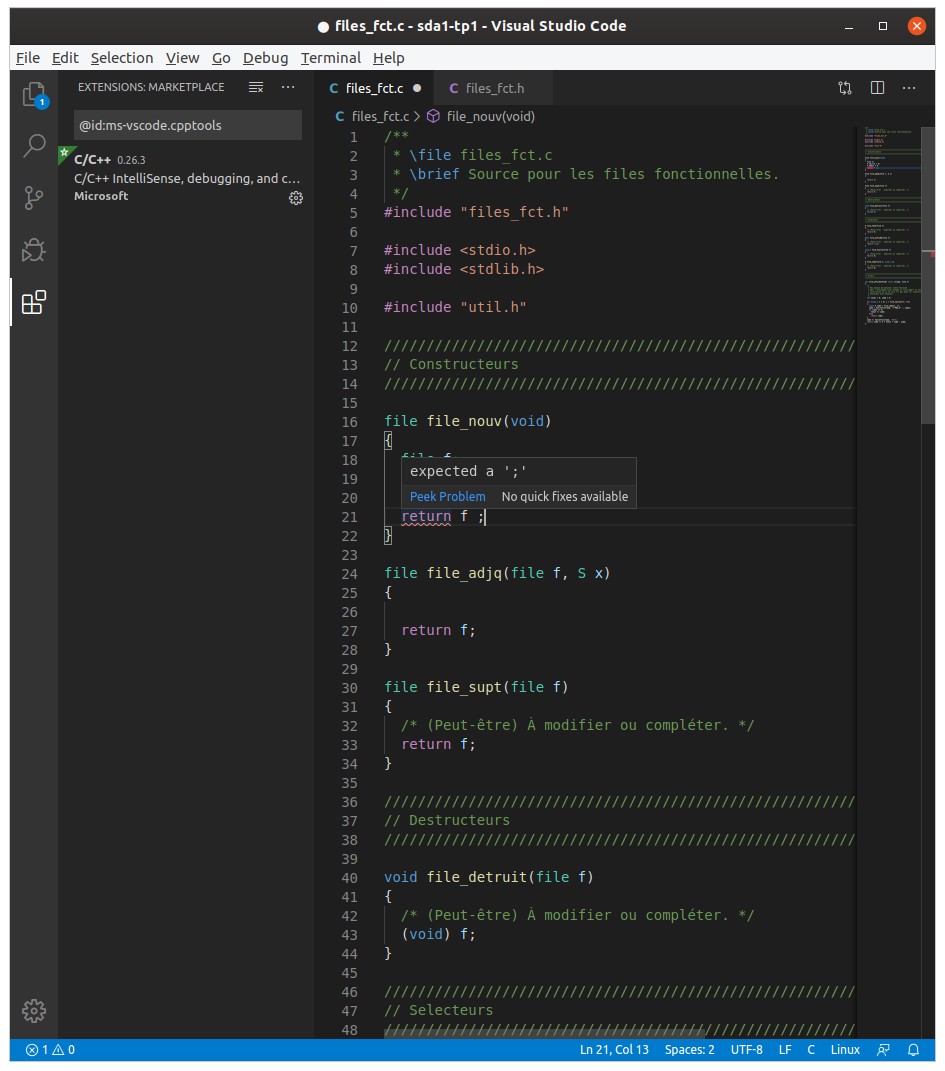 ● files_fct.c - sda1-tp1 - Visual Studio Code
File Edit Selection View Go Debug Terminal Help
1
EXTENSIONS: MARKETPLACE
@id:ms-vscode.cpptools
C/C++ 0.26.3
C/C++ IntelliSense, debugging, and c...
Microsoft
C files_fct.c ● C files_fct.h
C files_fct.c > file_nouv(void)
1 /**
2 * \file files_fct.c
3 * \brief Source pour les files fonctionnelles.
4 */
5 #include "files_fct.h"
6
7 #include <stdio.h>
8 #include <stdlib.h>
9
10 #include "util.h"
11
12 ////////////////////////////////////////////////////////
13 // Constructeurs
14 ////////////////////////////////////////////////////////
15
16 file file_nouv(void)
17 {
18 file f
19
20
expected a ';'
Peek Problem No quick fixes available
21 return f ;
22 }
23
24 file file_adjq(file f, S x)
25 {
26
27 return f;
28 }
29
30 file file_supt(file f)
31 {
32 /* (Peut-être) À modifier ou compléter. */
33 return f;
34 }
35
36 ////////////////////////////////////////////////////////
37 // Destructeurs
38 ////////////////////////////////////////////////////////
39
40 void file_detruit(file f)
41 {
42 /* (Peut-être) À modifier ou compléter. */
43 (void) f;
44 }
45
46 ////////////////////////////////////////////////////////
47 // Selecteurs
48 ////////////////////////////////////////////////////////
1 0 Ln 21, Col 13 Spaces: 2 UTF-8 LF C Linux